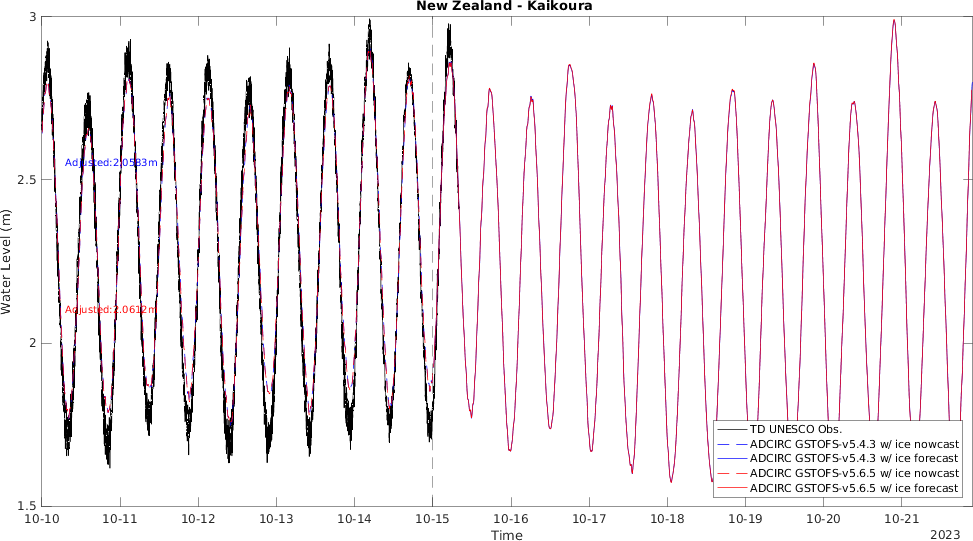 New Zealand - Kaikoura
3
2.5
2
1.5
Water Level (m)
Adjusted:2.0583m
Adjusted:2.0612m
TD UNESCO Obs.
ADCIRC GSTOFS-v5.4.3 w/ ice nowcast
ADCIRC GSTOFS-v5.4.3 w/ ice forecast
ADCIRC GSTOFS-v5.6.5 w/ ice nowcast
ADCIRC GSTOFS-v5.6.5 w/ ice forecast
10-10 10-11 10-12 10-13 10-14 10-15 10-16 10-17 10-18 10-19 10-20 10-21
Time
2023